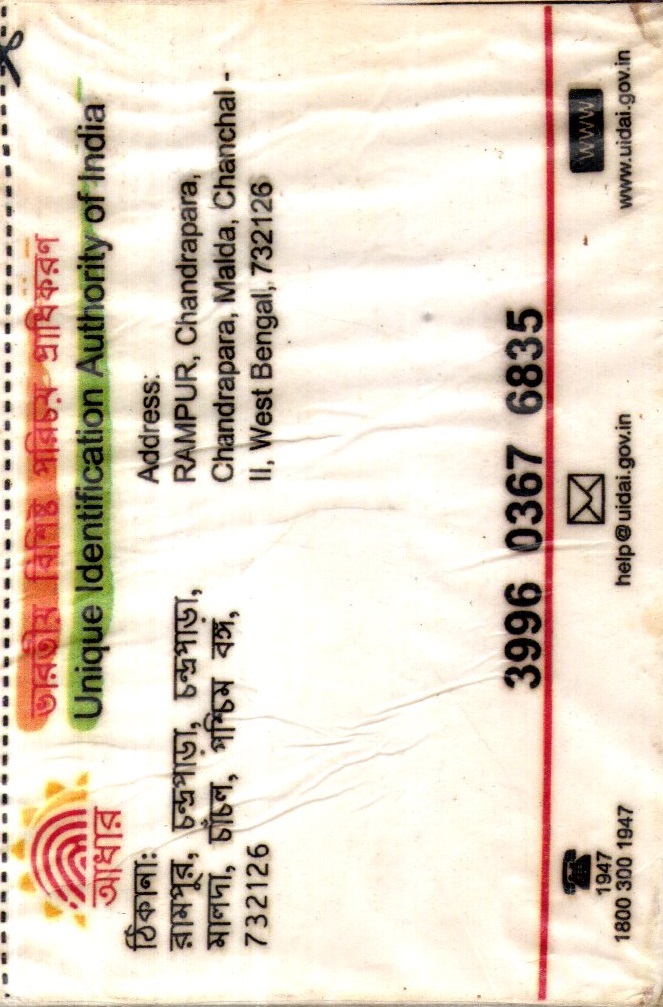 ভারতীয় বিশিষ্ট পরিচয় প্রাধিকরণ
Unique Identification Authority of India
আধার
ঠিকানা:
রামপুর, চন্দ্রপাড়া, চন্দ্রপাড়া,
মালদা, চাঁচল, পশ্চিম বঙ্গ,
732126
Address:
RAMPUR, Chandrapara,
Chandrapara, Malda, Chanchal -
II, West Bengal, 732126
3996 0367 6835
1947
1800 300 1947
help@uidai.gov.in
WWW
www.uidai.gov.in